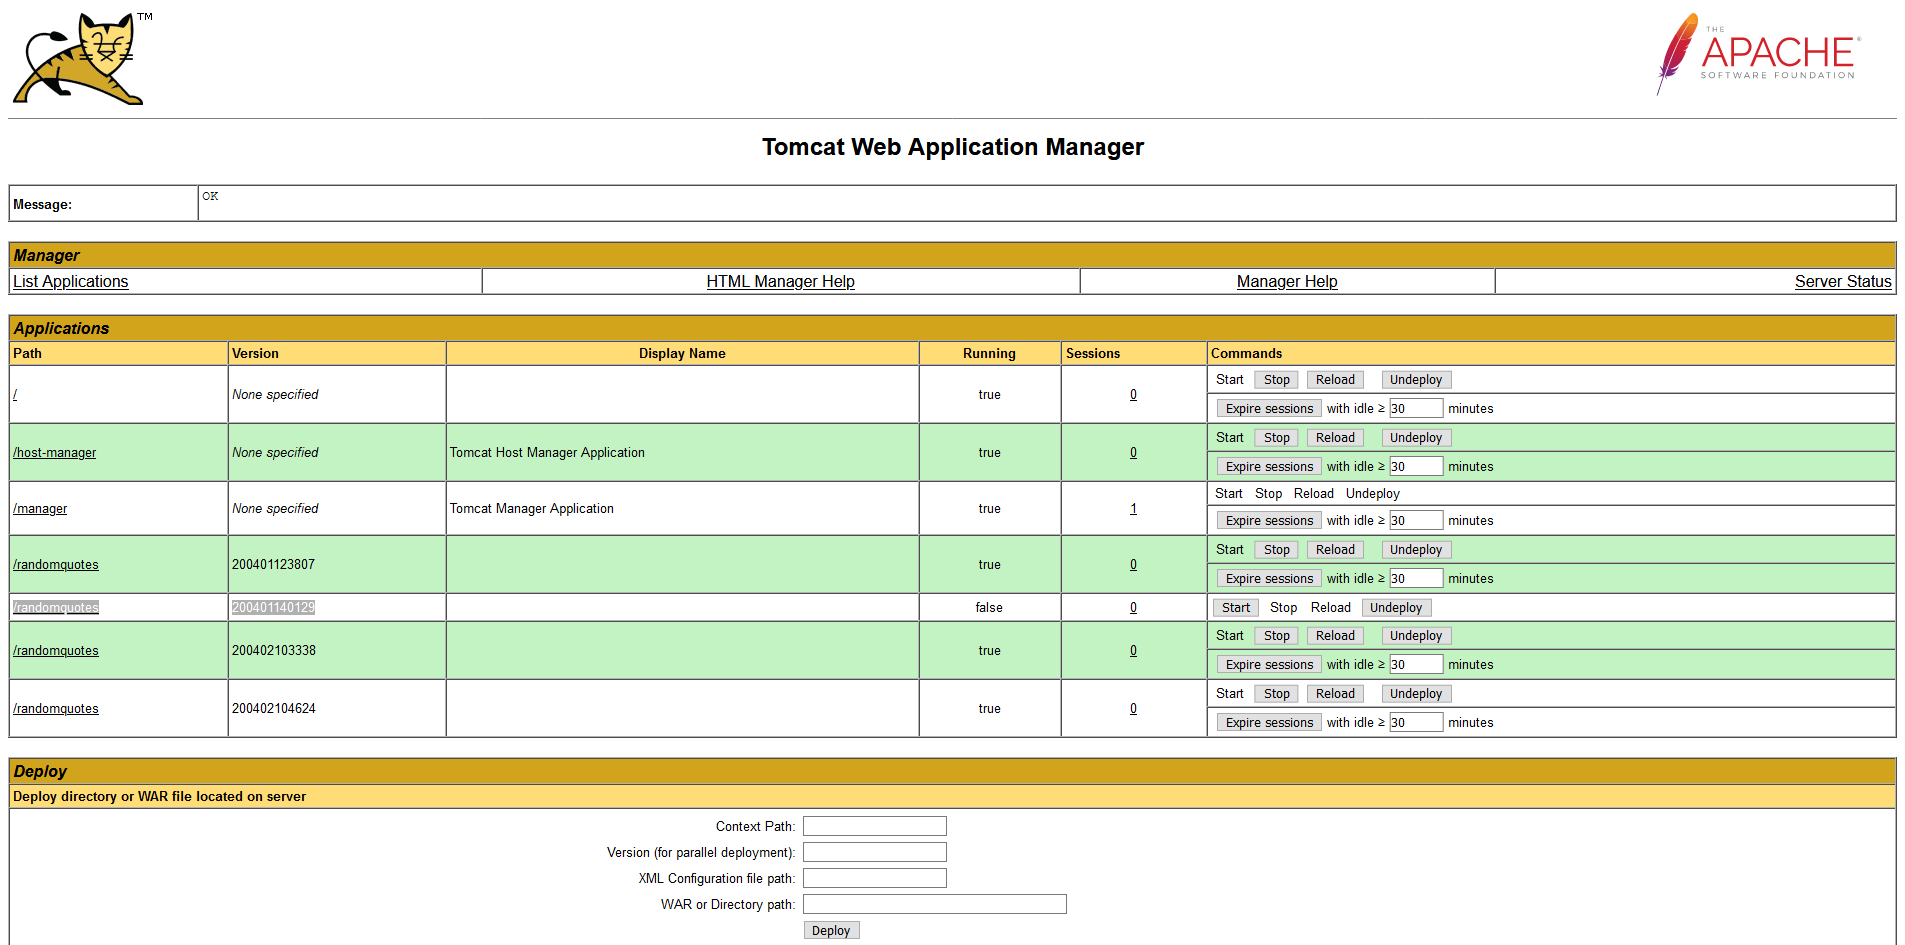 TM
THE
APACHE®
SOFTWARE FOUNDATION
Tomcat Web Application Manager
Message: OK
Manager
List Applications HTML Manager Help Manager Help Server Status
Applications
Path Version Display Name Running Sessions Commands
/ None specified true 0 Start Stop Reload Undeploy
Expire sessions with idle ≥ 30 minutes
/host-manager None specified Tomcat Host Manager Application true 0 Start Stop Reload Undeploy
Expire sessions with idle ≥ 30 minutes
/manager None specified Tomcat Manager Application true 1 Start Stop Reload Undeploy
Expire sessions with idle ≥ 30 minutes
/randomquotes 200401123807 true 0 Start Stop Reload Undeploy
Expire sessions with idle ≥ 30 minutes
/randomquotes 200401140129 false 0 Start Stop Reload Undeploy
/randomquotes 200402103338 true 0 Start Stop Reload Undeploy
Expire sessions with idle ≥ 30 minutes
/randomquotes 200402104624 true 0 Start Stop Reload Undeploy
Expire sessions with idle ≥ 30 minutes
Deploy
Deploy directory or WAR file located on server
Context Path:
Version (for parallel deployment):
XML Configuration file path:
WAR or Directory path:
Deploy